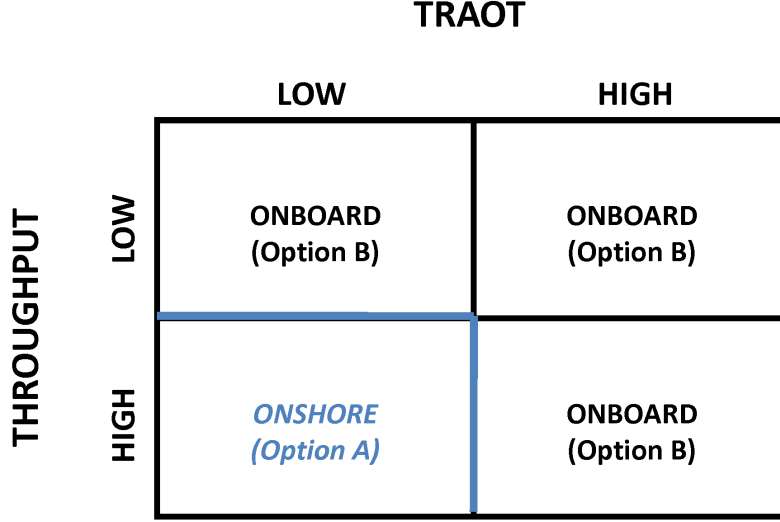 TRAOT
LOW HIGH
THROUGHPUT
LOW
ONBOARD
(Option B)
ONBOARD
(Option B)
HIGH
ONSHORE
(Option A)
ONBOARD
(Option B)